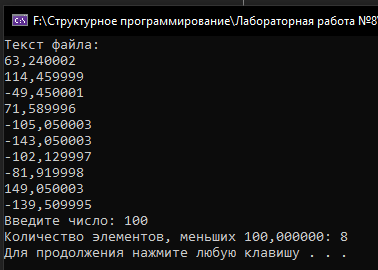 F:\Структурное программирование\Лабораторная работа №8\
Текст файла:
63,240002
114,459999
-49,450001
71,589996
-105,050003
-143,050003
-102,129997
-81,919998
149,050003
-139,509995
Введите число: 100
Количество элементов, меньших 100,000000: 8
Для продолжения нажмите любую клавишу . . .